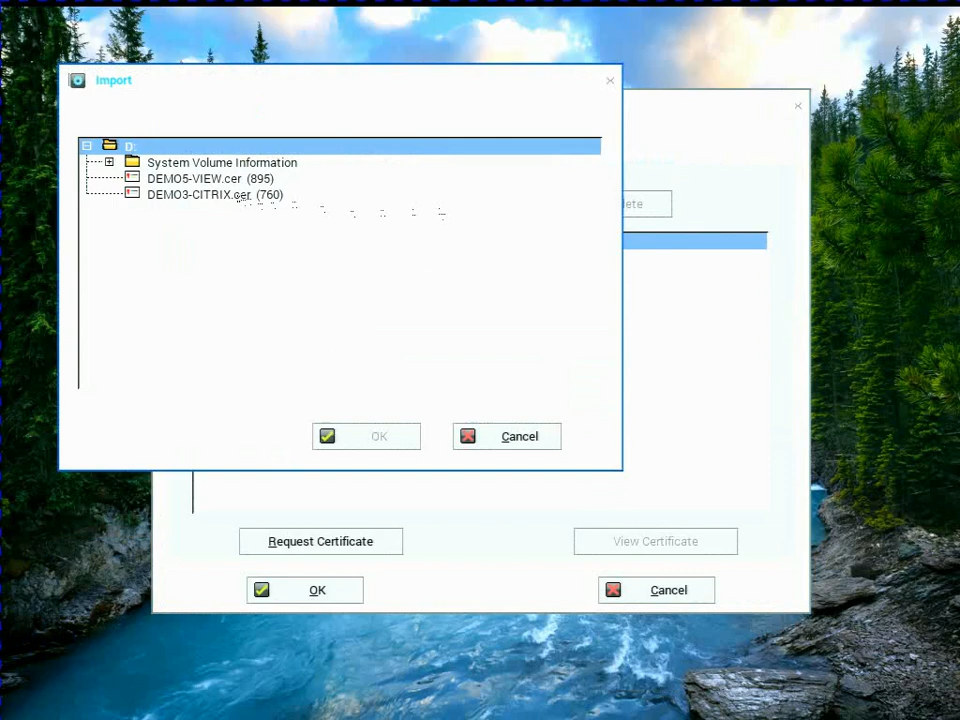 Import
D:
System Volume Information
DEMO5-VIEW.cer (895)
DEMO3-CITRIX.cer (760)
OK
Cancel
Request Certificate
View Certificate
OK
Cancel